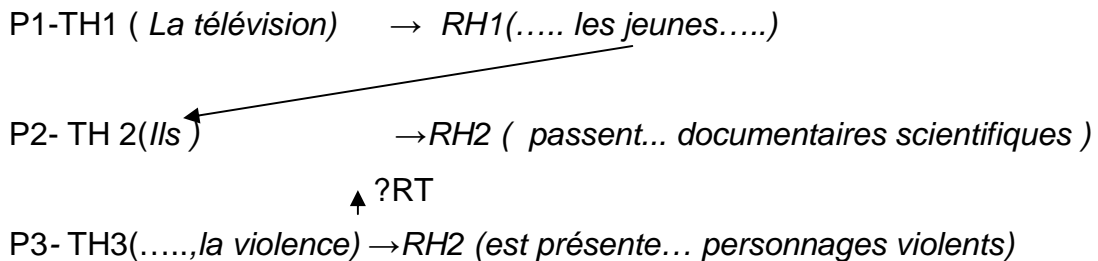 P1-TH1 ( La télévision) → RH1(….. les jeunes…..)
P2- TH 2(Ils ) →RH2 ( passent... documentaires scientifiques )
?RT
P3- TH3(…..,la violence) →RH2 (est présente… personnages violents)